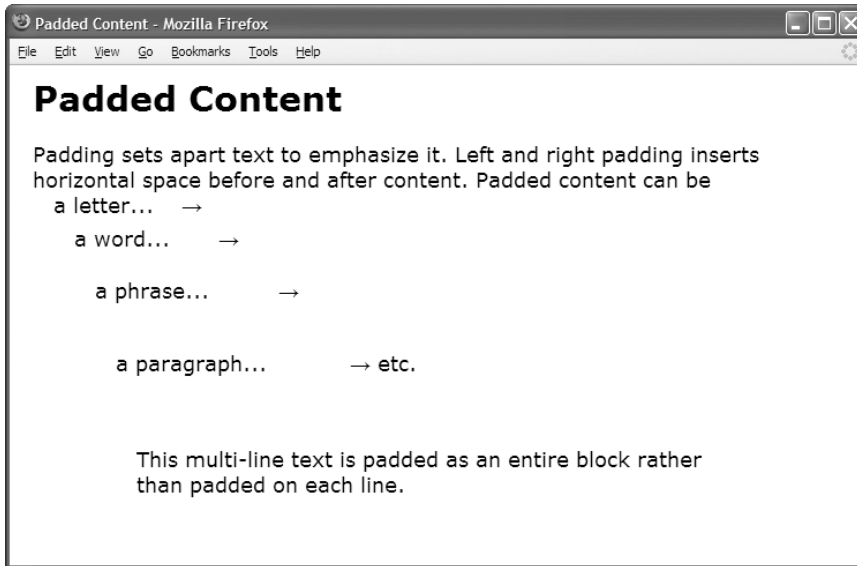 Padded Content - Mozilla Firefox
File Edit View Go Bookmarks Tools Help
Padded Content
Padding sets apart text to emphasize it. Left and right padding inserts
horizontal space before and after content. Padded content can be
a letter... →
a word... →
a phrase... →
a paragraph... → etc.
This multi-line text is padded as an entire block rather
than padded on each line.